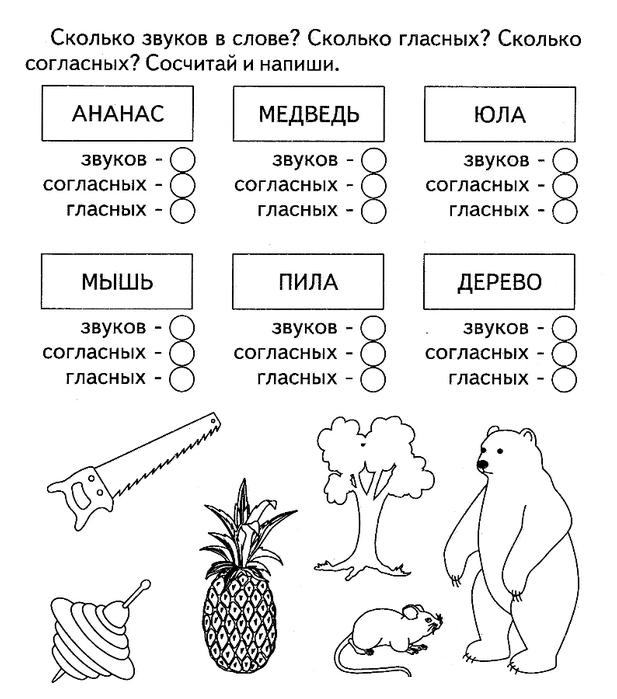 Сколько звуков в слове? Сколько гласных? Сколько
согласных? Сосчитай и напиши.
АНАНАС
звуков -
согласных -
гласных -
МЕДВЕДЬ
звуков -
согласных -
гласных -
ЮЛА
звуков -
согласных -
гласных -
МЫШЬ
звуков -
согласных -
гласных -
ПИЛА
звуков -
согласных -
гласных -
ДЕРЕВО
звуков -
согласных -
гласных -